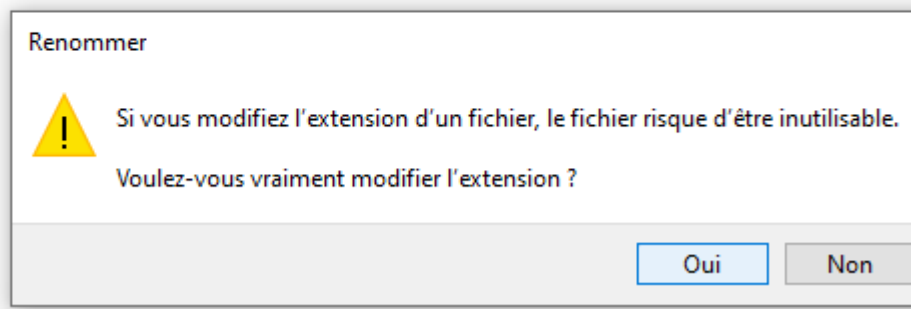 Renommer
Si vous modifiez l’extension d’un fichier, le fichier risque d’être inutilisable.
Voulez-vous vraiment modifier l’extension ?
Oui
Non